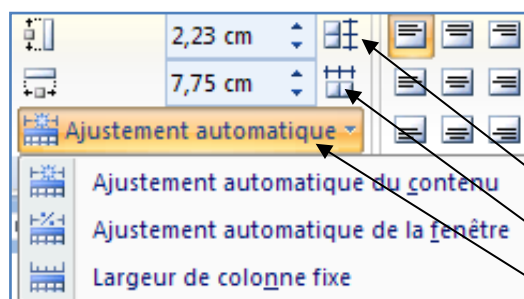 2,23 cm
7,75 cm
Ajustement automatique
Ajustement automatique du contenu
Ajustement automatique de la fenêtre
Largeur de colonne fixe